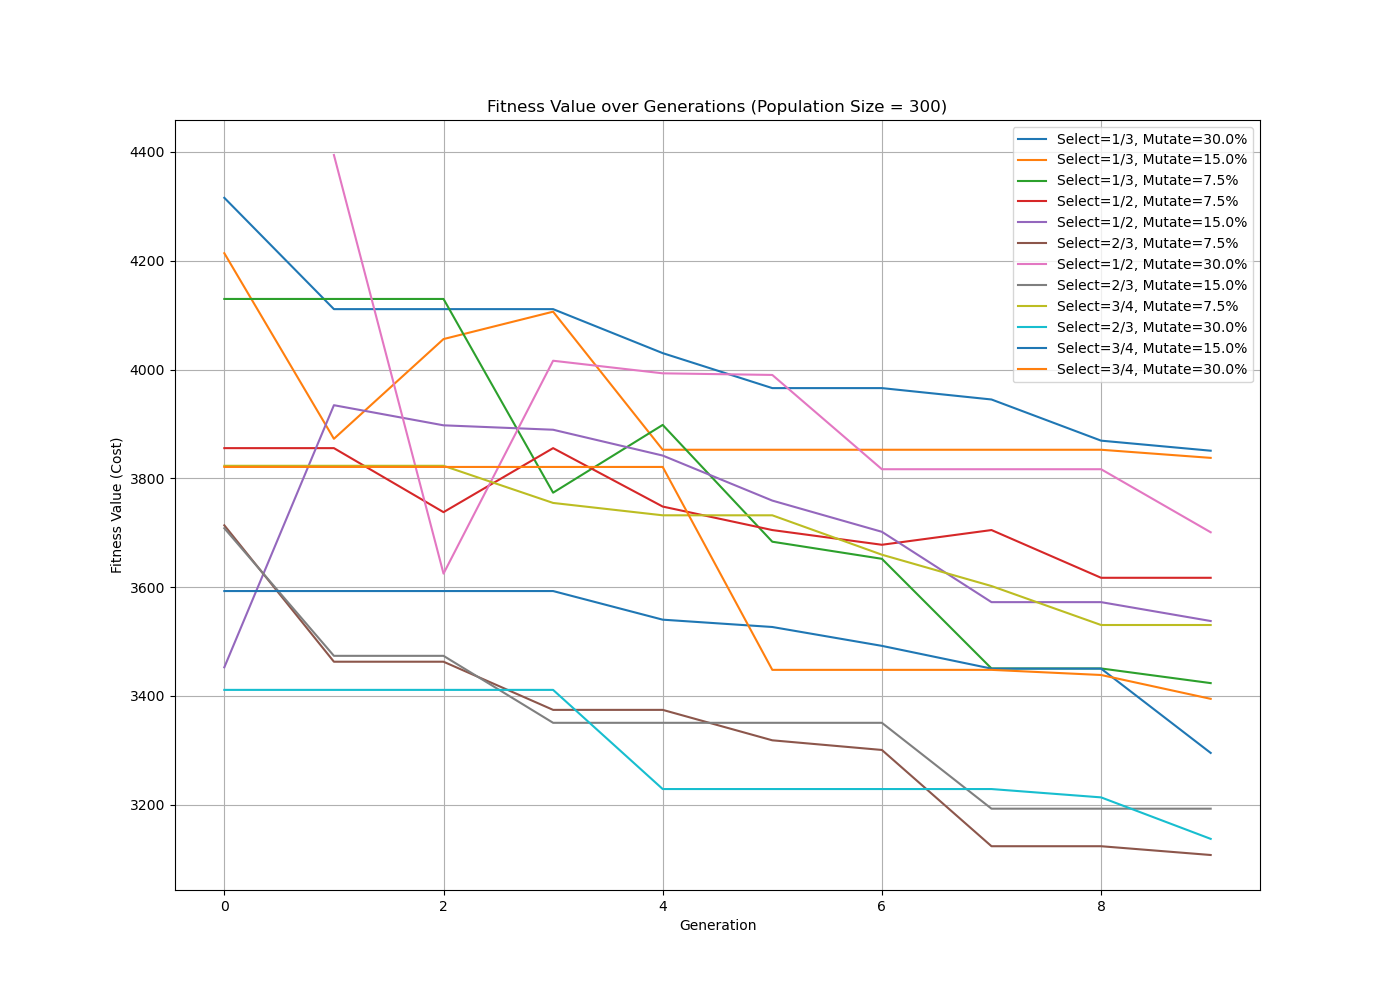 Fitness Value over Generations (Population Size = 300)
Select=1/3, Mutate=30.0%
Select=1/3, Mutate=15.0%
Select=1/3, Mutate=7.5%
Select=1/2, Mutate=7.5%
Select=1/2, Mutate=15.0%
Select=2/3, Mutate=7.5%
Select=1/2, Mutate=30.0%
Select=2/3, Mutate=15.0%
Select=3/4, Mutate=7.5%
Select=2/3, Mutate=30.0%
Select=3/4, Mutate=15.0%
Select=3/4, Mutate=30.0%
Fitness Value (Cost)
4400
4200
4000
3800
3600
3400
3200
0 2 4 6 8
Generation